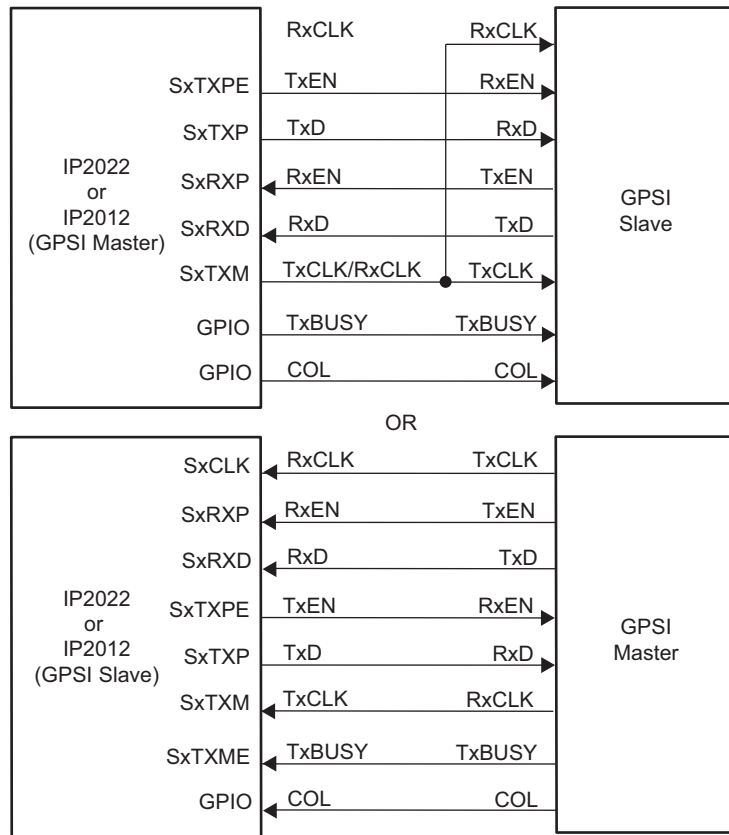 RxCLK RxCLK
SxTXPE TxEN RxEN
SxTXP TxD RxD
IP2022
or
IP2012
(GPSI Master)
SxRXP RxEN TxEN
GPSI
Slave
SxRXD RxD TxD
SxTXM TxCLK/RxCLK TxCLK
GPIO TxBUSY TxBUSY
GPIO COL COL
OR
SxCLK RxCLK TxCLK
SxRXP RxEN TxEN
SxRXD RxD TxD
IP2022
or
IP2012
(GPSI Slave)
SxTXPE TxEN RxEN
GPSI
Master
SxTXP TxD RxD
SxTXM TxCLK RxCLK
SxTXME TxBUSY TxBUSY
GPIO COL COL